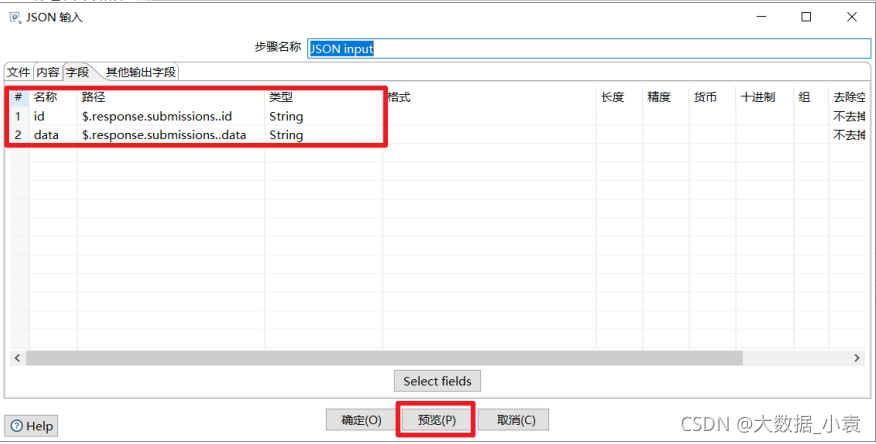 JSON 输入
步骤名称 JSON input
文件 内容 字段 其他输出字段
# 名称 路径 类型 格式 长度 精度 货币 十进制 组 去除空
1 id $.response.submissions..id String 不去掉
2 data $.response.submissions..data String 不去掉
Select fields
Help 确定(O) 预览(P) 取消(C)
CSDN @大数据_小袁